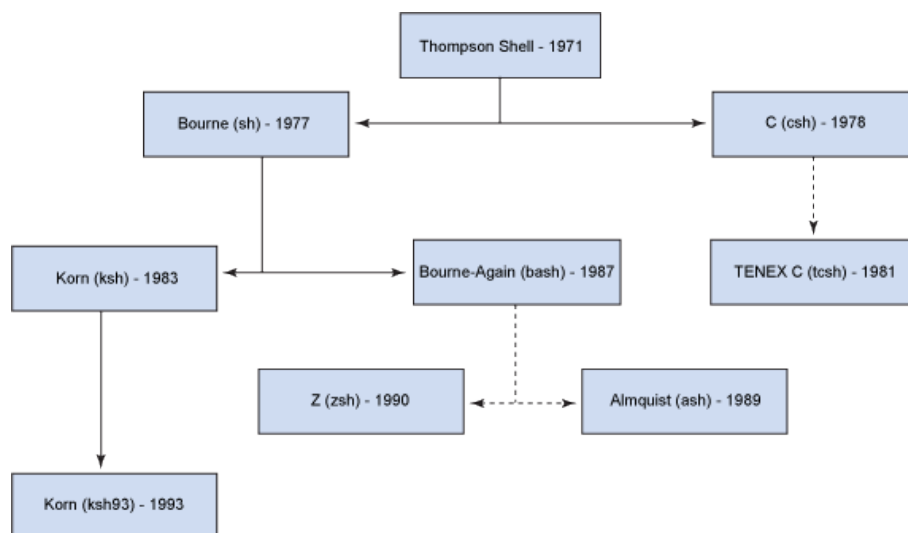 Thompson Shell - 1971
Bourne (sh) - 1977
C (csh) - 1978
Korn (ksh) - 1983
Bourne-Again (bash) - 1987
TENEX C (tcsh) - 1981
Z (zsh) - 1990
Almquist (ash) - 1989
Korn (ksh93) - 1993